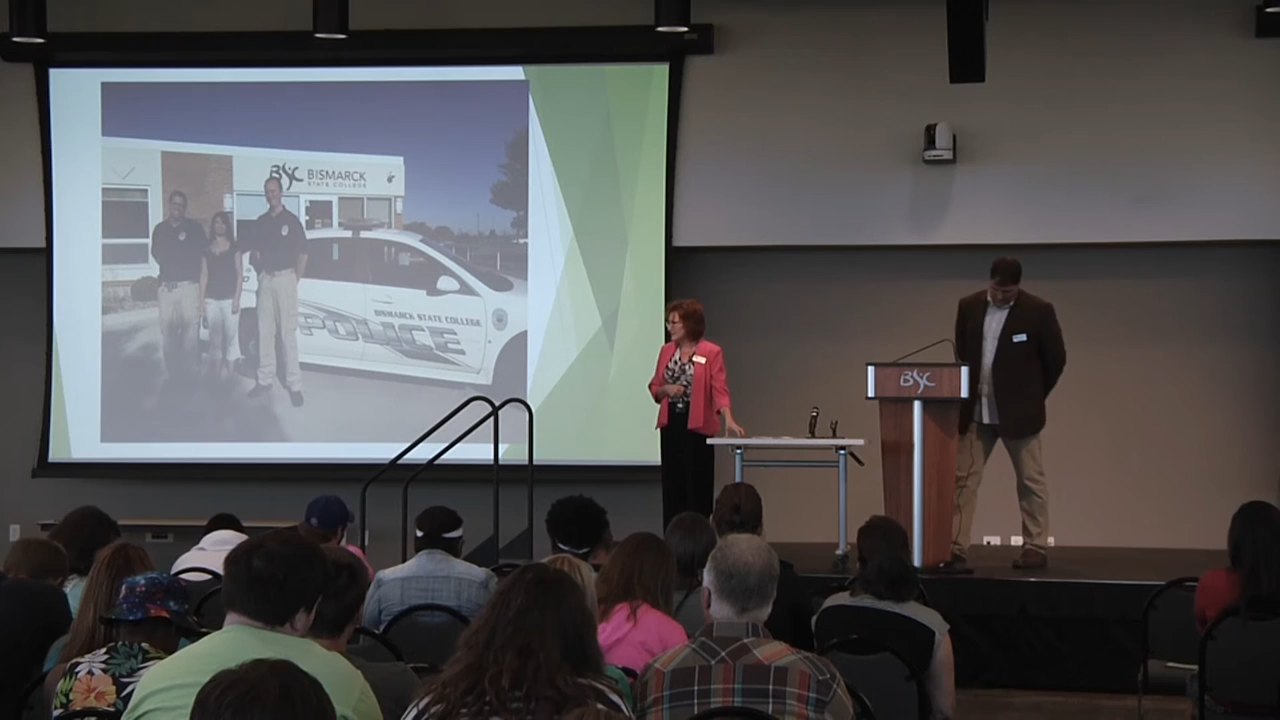 BSC BISMARCK
STATE COLLEGE
BISMARCK STATE COLLEGE
POLICE
BSC